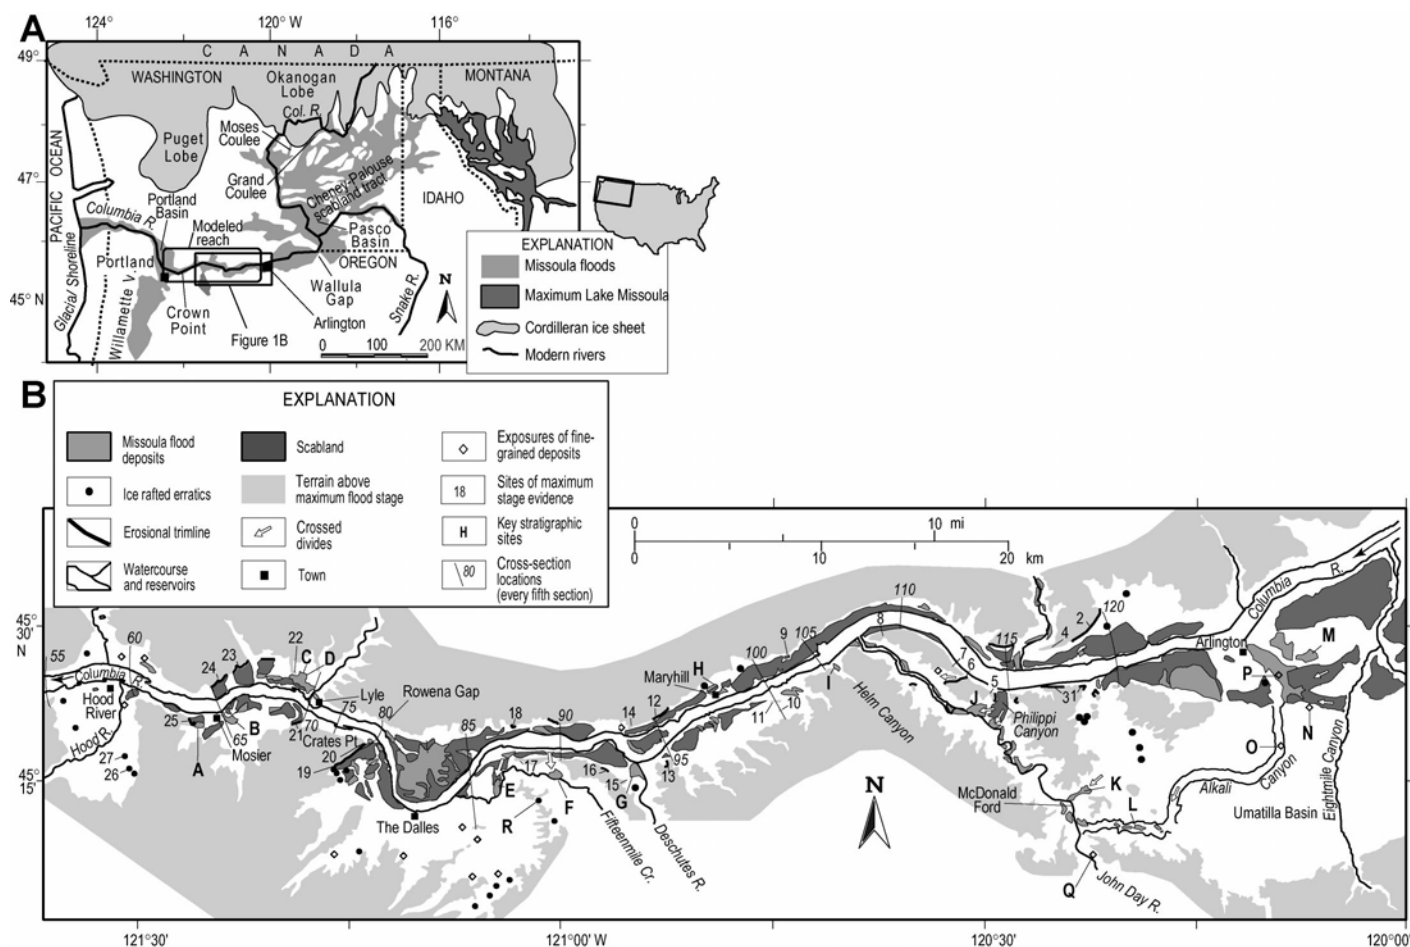 A
124°
120° W
116°
49°
C A N A D A
WASHINGTON
Okanogan
Lobe
MONTANA
Col. R.
Moses
Coulee
Puget
Lobe
Grand
Coulee
Cheney-Palouse
scabland tract
IDAHO
PACIFIC OCEAN
47°
Portland
Basin
Columbia R.
Modeled
reach
Pasco
Basin
Portland
OREGON
Wallula
Gap
Snake R.
N
45° N
Glacial Shoreline
Willamette V.
Crown
Point
Figure 1B
Arlington
0 100 200 KM
EXPLANATION
Missoula floods
Maximum Lake Missoula
Cordilleran ice sheet
Modern rivers
B
EXPLANATION
Missoula flood
deposits
Scabland
Exposures of fine-
grained deposits
Ice rafted erratics
Terrain above
maximum flood stage
18
Sites of maximum
stage evidence
Erosional trimline
Crossed
divides
H
Key stratigraphic
sites
Watercourse
and reservoirs
Town
80
Cross-section
locations
(every fifth section)
0 10 mi
0 10 20 km
45°
30'
N
55
60
22
23
24
C
D
Columbia R.
Hood
River
Hood R.
25
A
B
65
Mosier
27
26
Lyle
Rowena Gap
70
21
75
80
Crates Pt.
20
19
The Dalles
85
18
90
17
E
R
F
16
15
G
14
12
13
95
Fifteenmile Cr.
Deschutes R.
Maryhill
H
100
9
105
11
10
I
110
8
7
6
Helm Canyon
5
J
115
4
2
120
31
Philippi
Canyon
Arlington
Columbia
R.
M
P
N
O
McDonald
Ford
K
L
Alkali
Canyon
Umatilla Basin
Eightmile Canyon
Q
John Day R.
N
45°
15'
121°30'
121°00' W
120°30'
120°00'